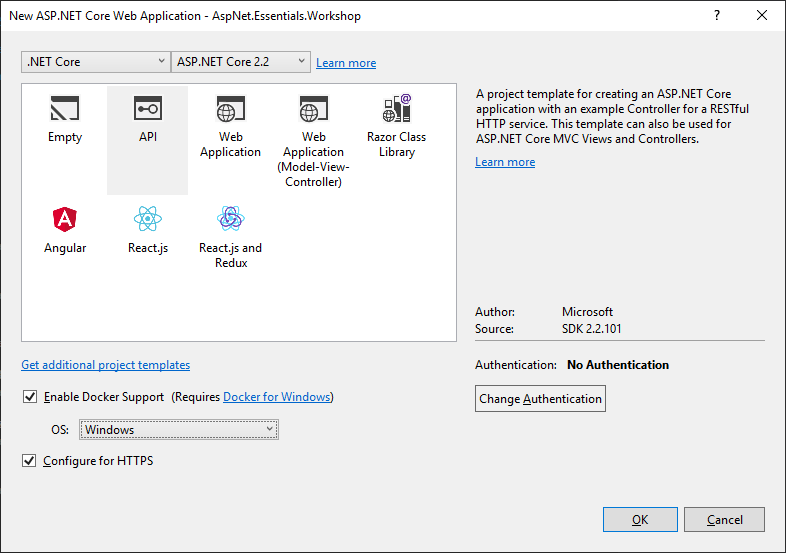 New ASP.NET Core Web Application - AspNet.Essentials.Workshop
?
.NET Core
ASP.NET Core 2.2
Learn more
Empty
API
Web
Application
Web
Application
(Model-View-
Controller)
Razor Class
Library
Angular
React.js
React.js and
Redux
A project template for creating an ASP.NET Core
application with an example Controller for a RESTful
HTTP service. This template can also be used for
ASP.NET Core MVC Views and Controllers.
Learn more
Author: Microsoft
Source: SDK 2.2.101
Get additional project templates
Authentication: No Authentication
Change Authentication
Enable Docker Support (Requires Docker for Windows)
OS: Windows
Configure for HTTPS
OK
Cancel